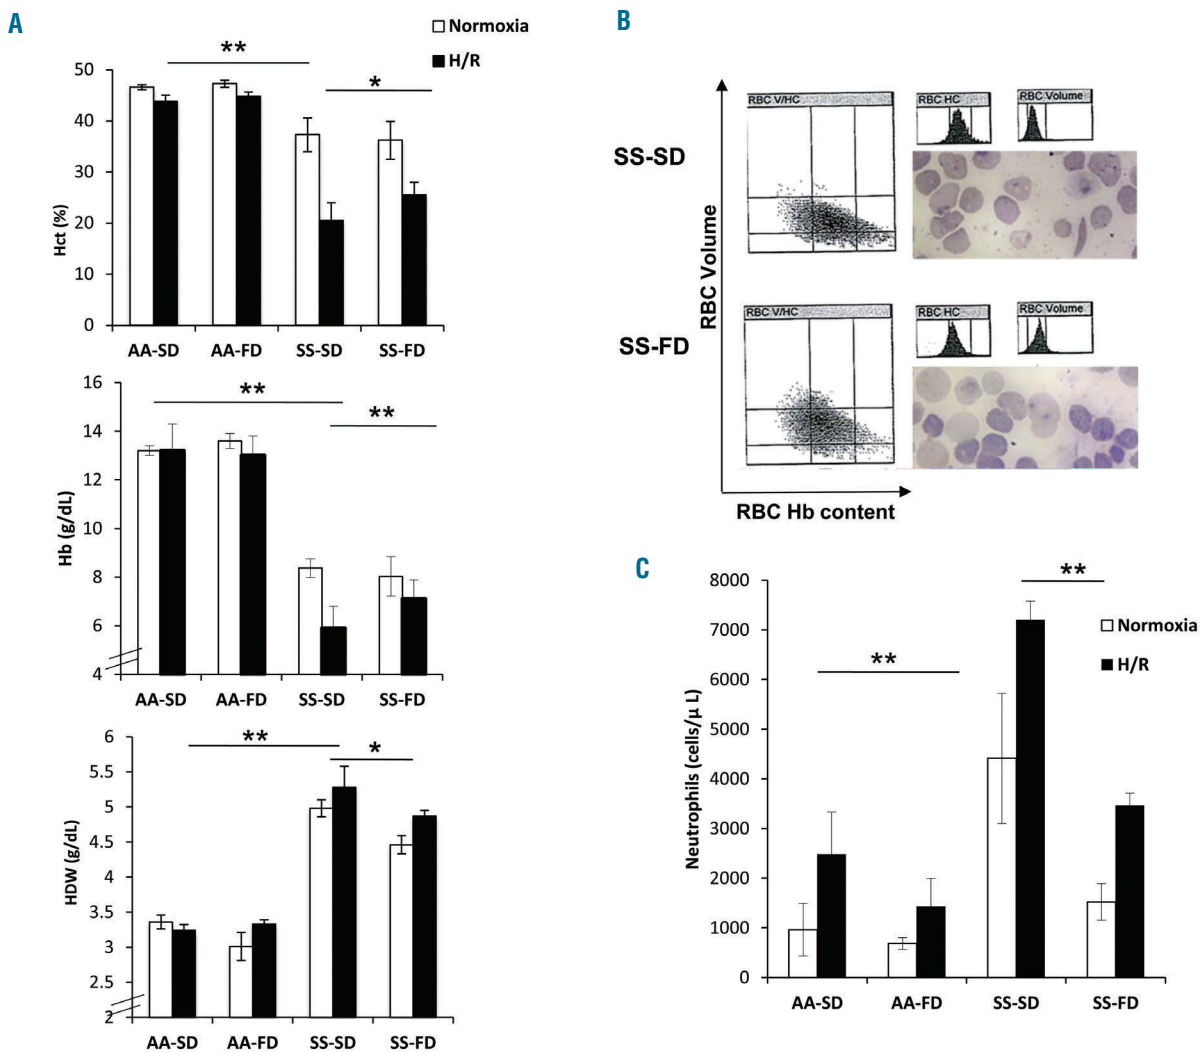 A
Normoxia
H/R
**
*
Hct (%)
50
40
30
20
10
0
AA-SD AA-FD SS-SD SS-FD
**
**
Hb (g/dL)
16
14
12
10
8
6
4
AA-SD AA-FD SS-SD SS-FD
**
*
HDW (g/dL)
6
5.5
5
4.5
4
3.5
3
2.5
2
AA-SD AA-FD SS-SD SS-FD
B
RBC Volume
SS-SD
RBC V/HC
RBC HC
RBC Volume
SS-FD
RBC V/HC
RBC HC
RBC Volume
RBC Hb content
C
**
**
Normoxia
H/R
Neutrophils (cells/μ L)
8000
7000
6000
5000
4000
3000
2000
1000
0
AA-SD AA-FD SS-SD SS-FD